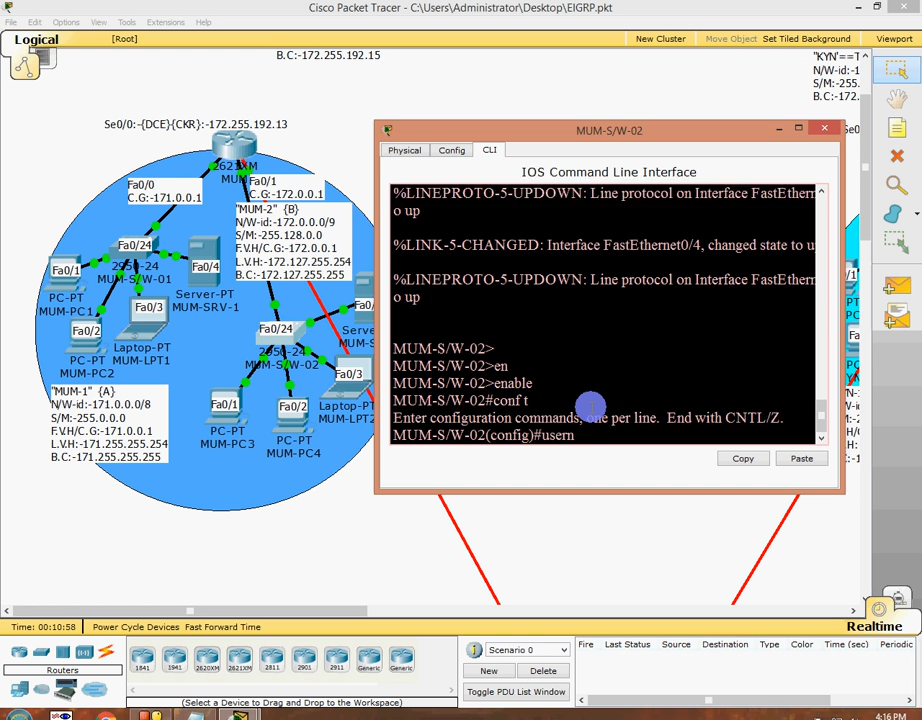 Cisco Packet Tracer - C:\Users\Administrator\Desktop\EIGRP.pkt
File Edit Options View Tools Extensions Help
Logical [Root] New Cluster Move Object Set Tiled Background Viewport
B.C:-172.255.192.15
"KYN"==T
N/W-id:-1
S/M:-255.
B.C:-172.
Se0/0:-{DCE}{CKR}:-172.255.192.13
2621XM
MUM
Fa0/0
C.G:-171.0.0.1
Fa0/1
C.G:-172.0.0.1
"MUM-2" {B}
N/W-id:-172.0.0.0/9
S/M:-255.128.0.0
F.V.H/C.G:-172.0.0.1
L.V.H:-172.127.255.254
B.C:-172.127.255.255
Fa0/24
2950-24
MUM-S/W-01
Fa0/1
PC-PT
MUM-PC1
Fa0/2
PC-PT
MUM-PC2
Fa0/3
Laptop-PT
MUM-LPT1
Fa0/4
Server-PT
MUM-SRV-1
Fa0/24
2950-24
MUM-S/W-02
Fa0/1
PC-PT
MUM-PC3
Fa0/2
PC-PT
MUM-PC4
Fa0/3
Laptop-PT
MUM-LPT2
"MUM-1" {A}
N/W-id:-171.0.0.0/8
S/M:-255.0.0.0
F.V.H/C.G:-171.0.0.1
L.V.H:-171.255.255.254
B.C:-171.255.255.255
MUM-S/W-02
Physical Config CLI
IOS Command Line Interface
%LINEPROTO-5-UPDOWN: Line protocol on Interface FastEthern
o up
%LINK-5-CHANGED: Interface FastEthernet0/4, changed state to up
%LINEPROTO-5-UPDOWN: Line protocol on Interface FastEthern
o up
MUM-S/W-02>
MUM-S/W-02>en
MUM-S/W-02>enable
MUM-S/W-02#conf t
Enter configuration commands, one per line. End with CNTL/Z.
MUM-S/W-02(config)#usern
Copy Paste
Realtime
Time: 00:10:58 Power Cycle Devices Fast Forward Time
Routers
1841 1941 2620XM 2621XM 2811 2901 2911 Generic Generic
(Select a Device to Drag and Drop to the Workspace)
Scenario 0
New Delete
Toggle PDU List Window
Fire Last Status Source Destination Type Color Time (sec) Periodic
4:16 PM